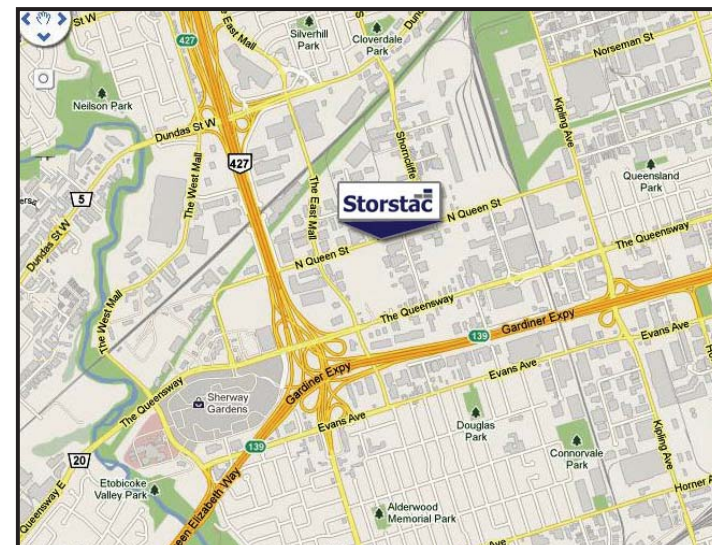 St W
427
The East Mall
Silverhill
Park
Cloverdale
Park
Norseman St
Neilson Park
Dundas St W
Kipling Ave
427
Shorncliffe
The West Mall
5
The East Mall
Storstac
N Queen St
Queensland
Park
Dundas St W
N Queen St
The Queensway
The West Mall
The Queensway
139
Gardiner Expy
Evans Ave
Gardiner Expy
Evans Ave
Sherway
Gardens
The Queensway
Evans Ave
Douglas
Park
139
Kipling Ave
Connorvale
Park
20
Etobicoke
Valley Park
Queensway E
een Elizabeth Way
Alderwood
Memorial Park
Horner A